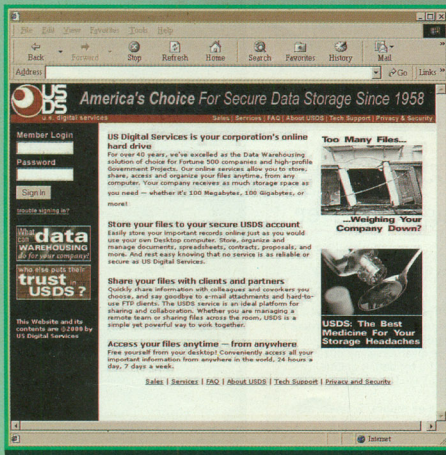 File Edit View Favorites Tools Help
Back Forward Stop Refresh Home Search Favorites History Mail
Address Go Links »
US
DS
u.s. digital services
America's Choice For Secure Data Storage Since 1958
Sales | Services | FAQ | About USDS | Tech Support | Privacy & Security
Member Login
Password
Sign In
trouble signing in?
What can data
WAREHOUSING
do for your company?
who else puts their
trust in
USDS?
This Website and its
contents are ©2000 by
US Digital Services
US Digital Services is your corporation's online
hard drive
For over 40 years, we've excelled as the Data Warehousing
solution of choice for Fortune 500 companies and high-profile
Government Projects. Our online services allow you to store,
share, access and organize your files anytime, from any
computer. Your company receives as much storage space as
you need — whether it's 100 Megabytes, 100 Gigabytes, or
more!
Store your files to your secure USDS account
Easily store your important records online just as you would
use your own Desktop computer. Store, organize and
manage documents, spreadsheets, contracts, proposals, and
more. And rest easy knowing that no service is as reliable or
secure as US Digital Services.
Share your files with clients and partners
Quickly share information with colleagues and coworkers you
choose, and say goodbye to e-mail attachments and hard-to-
use FTP clients. The USDS service is an ideal platform for
sharing and collaboration. Whether you are managing a
remote team or sharing files across the room, USDS is a
simple yet powerful way to work together.
Access your files anytime — from anywhere
Free yourself from your desktop! Conveniently access all your
important information from anywhere in the world, 24 hours a
day, 7 days a week.
Too Many Files...
...Weighing Your
Company Down?
USDS: The Best
Medicine For Your
Storage Headaches
Sales | Services | FAQ | About USDS | Tech Support | Privacy and Security
Internet